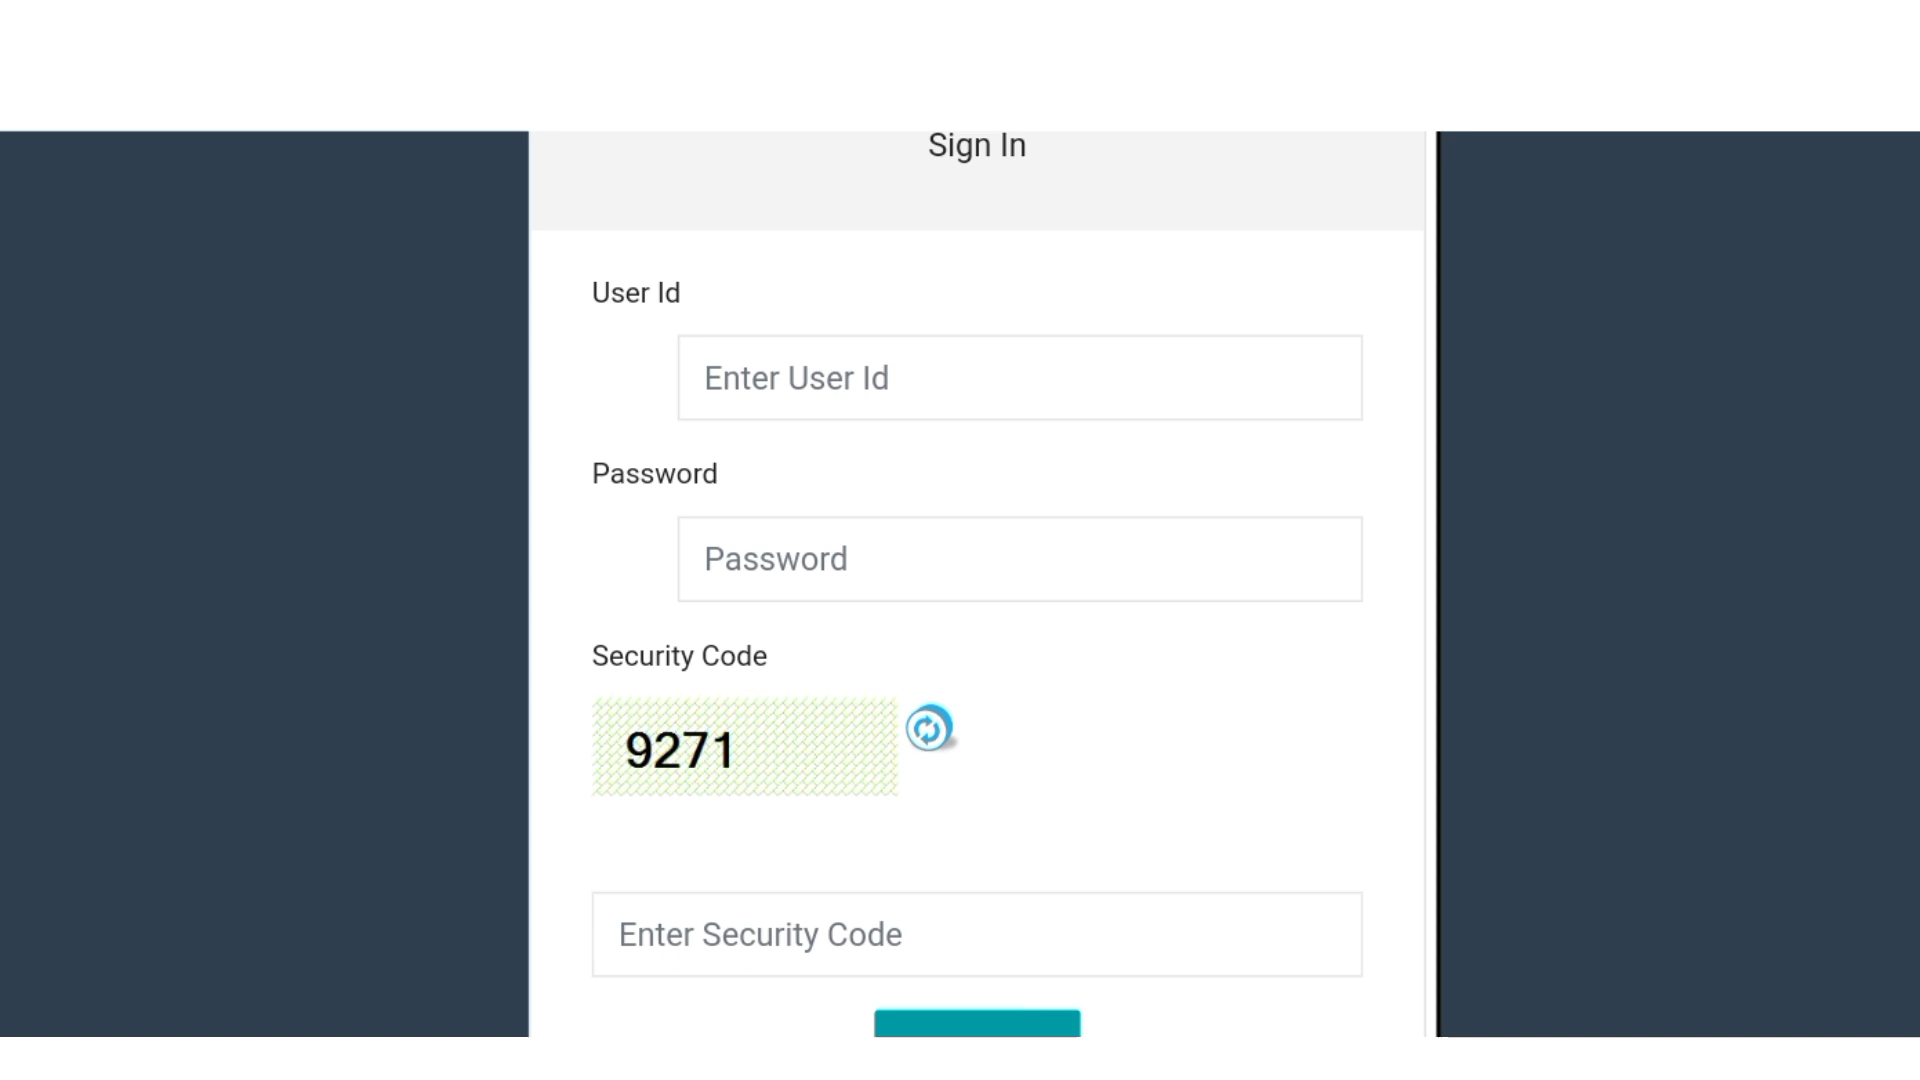 Sign In
User Id
Enter User Id
Password
Password
Security Code
9271
Enter Security Code